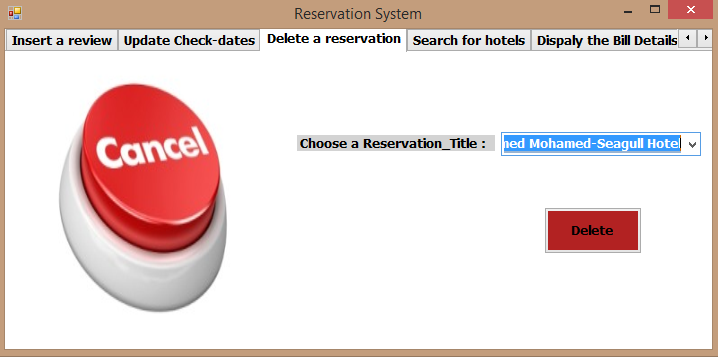 Reservation System
Insert a review Update Check-dates Delete a reservation Search for hotels Dispaly the Bill Details
Cancel
Choose a Reservation_Title : med Mohamed-Seagull Hotel
Delete